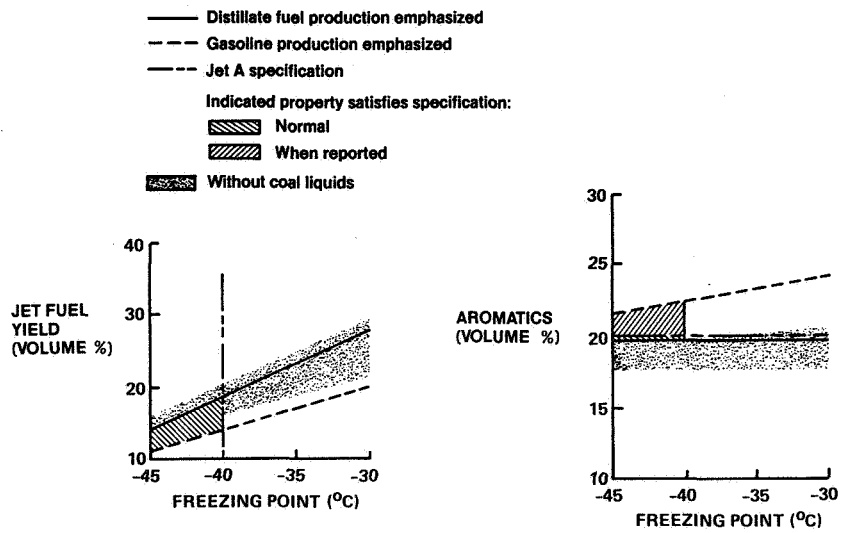 Distillate fuel production emphasized
Gasoline production emphasized
Jet A specification
Indicated property satisfies specification:
Normal
When reported
Without coal liquids
JET FUEL
YIELD
(VOLUME %)
40
30
20
10
-45
-40
-35
-30
FREEZING POINT (°C)
AROMATICS
(VOLUME %)
30
25
20
15
10
-45
-40
-35
-30
FREEZING POINT (°C)